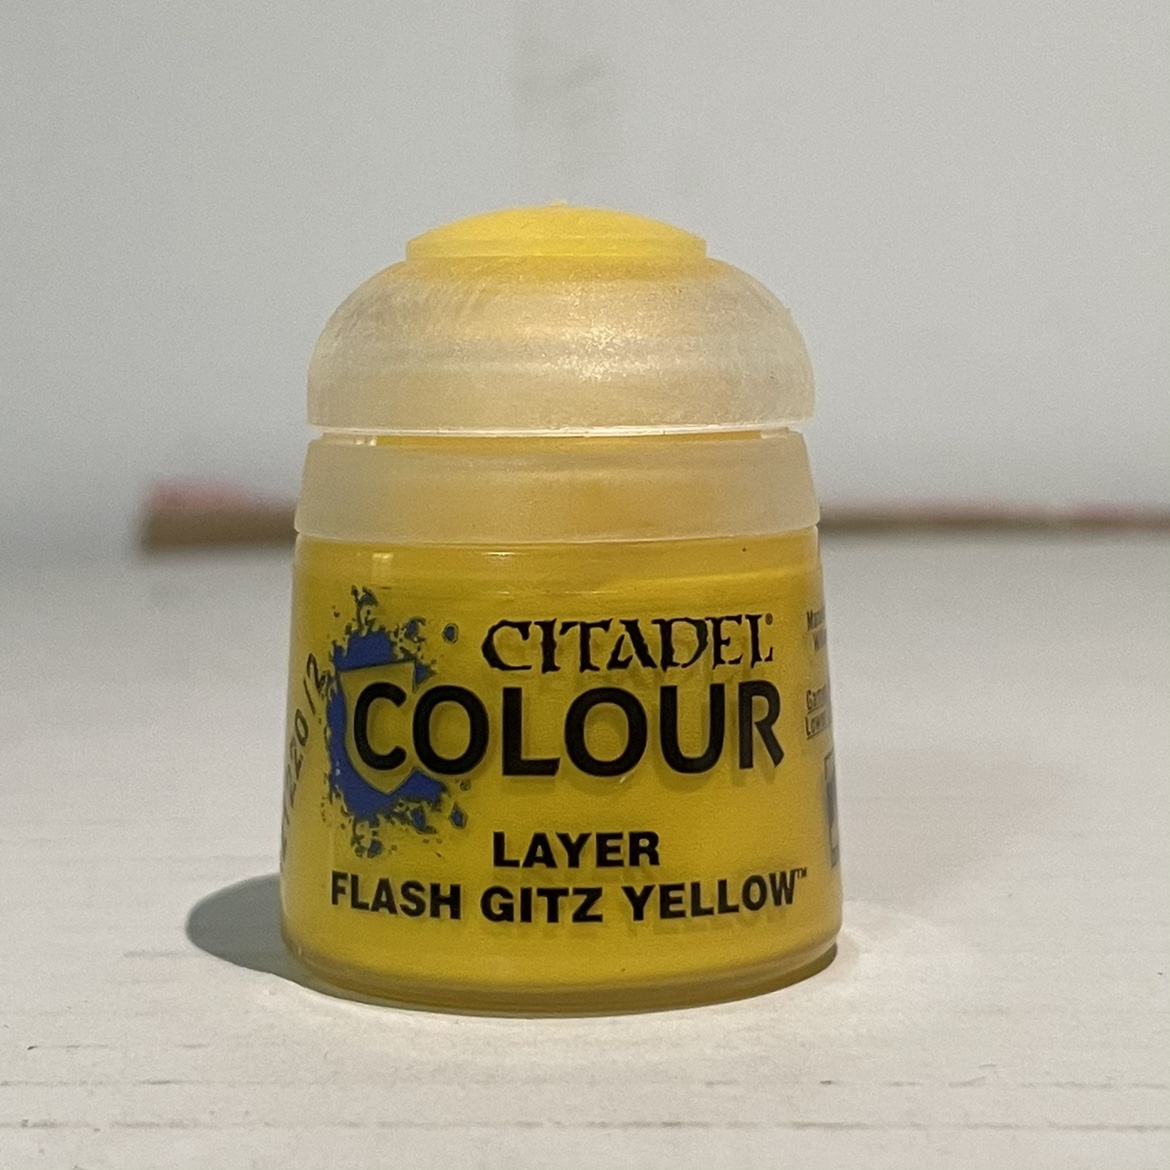 CITADEL®
COLOUR
LAYER
FLASH GITZ YELLOW™